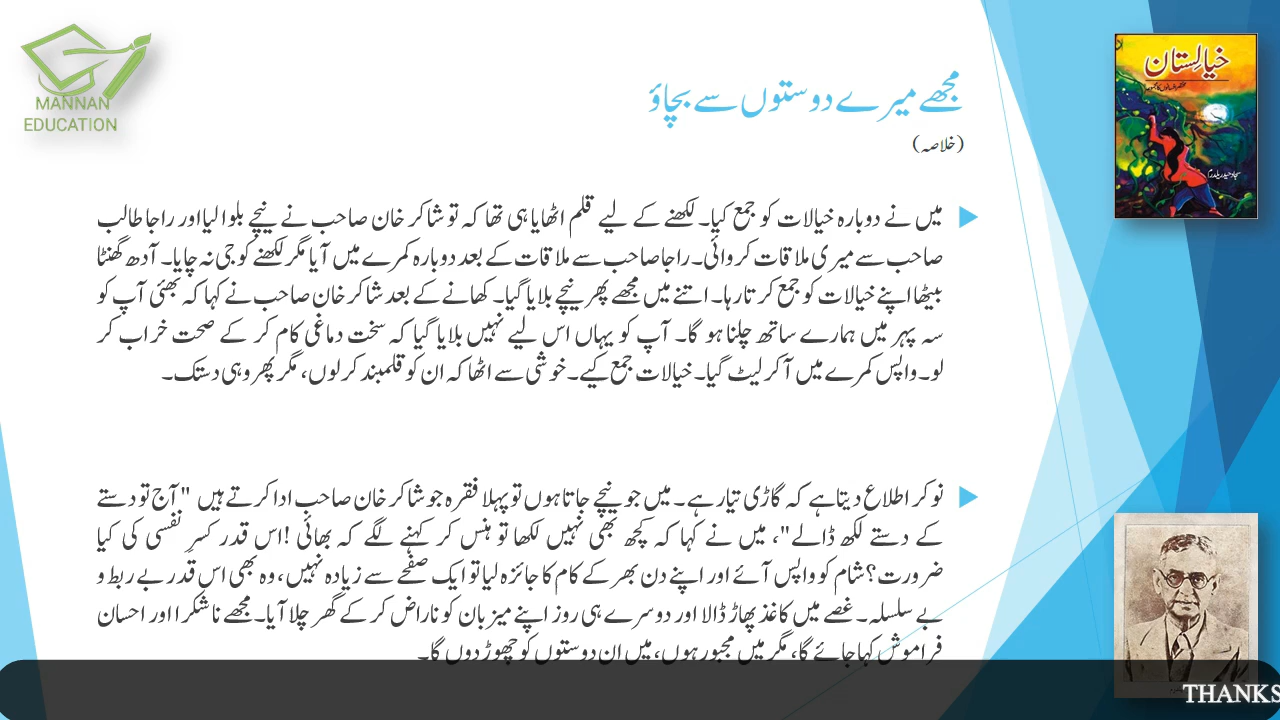 MANNAN
EDUCATION
خیالستان
سجاد حیدر یلدرم
مجھے میرے دوستوں سے بچاؤ
(خلاصہ)
میں نے دوبارہ خیالات کو جمع کیا۔ لکھنے کے لیے قلم اٹھایا ہی تھا کہ تو شاکر خان صاحب نے نیچے بلوا لیا اور راجا طالب
صاحب سے میری ملاقات کروائی۔ راجا صاحب سے ملاقات کے بعد دوبارہ کمرے میں آیا مگر لکھنے کو جی نہ چاہا۔ آدھ گھنٹا
بیٹھا اپنے خیالات کو جمع کرتا رہا۔ اتنے میں مجھے پھر نیچے بلایا گیا۔ کھانے کے بعد شاکر خان صاحب نے کہا کہ بھئی آپ کو
سہ پہر میں ہمارے ساتھ چلنا ہو گا۔ آپ کو یہاں اس لیے نہیں بلایا گیا کہ سخت دماغی کام کر کے صحت خراب کر
لو۔ واپس کمرے میں آ کر لیٹ گیا۔ خیالات جمع کیے۔ خوشی سے اٹھا کہ ان کو قلمبند کر لوں، مگر پھر وہی دستک۔
نوکر اطلاع دیتا ہے کہ گاڑی تیار ہے۔ میں جو نیچے جاتا ہوں تو پہلا فقرہ جو شاکر خان صاحب ادا کرتے ہیں "آج تو دستے
کے دستے لکھ ڈالے"، میں نے کہا کہ کچھ بھی نہیں لکھا تو ہنس کر کہنے لگے کہ بھائی !اس قدر کسرِ نفسی کی کیا
ضرورت؟ شام کو واپس آئے اور اپنے دن بھر کے کام کا جائزہ لیا تو ایک صفحے سے زیادہ نہیں، وہ بھی اس قدر بے ربط و
بے سلسلہ۔ غصے میں کاغذ پھاڑ ڈالا اور دوسرے ہی روز اپنے میزبان کو ناراض کر کے گھر چلا آیا۔ مجھے ناشکرا اور احسان
فراموش کہا جائے گا، مگر میں مجبور ہوں، میں ان دوستوں کو چھوڑ دوں گا۔
THANKS